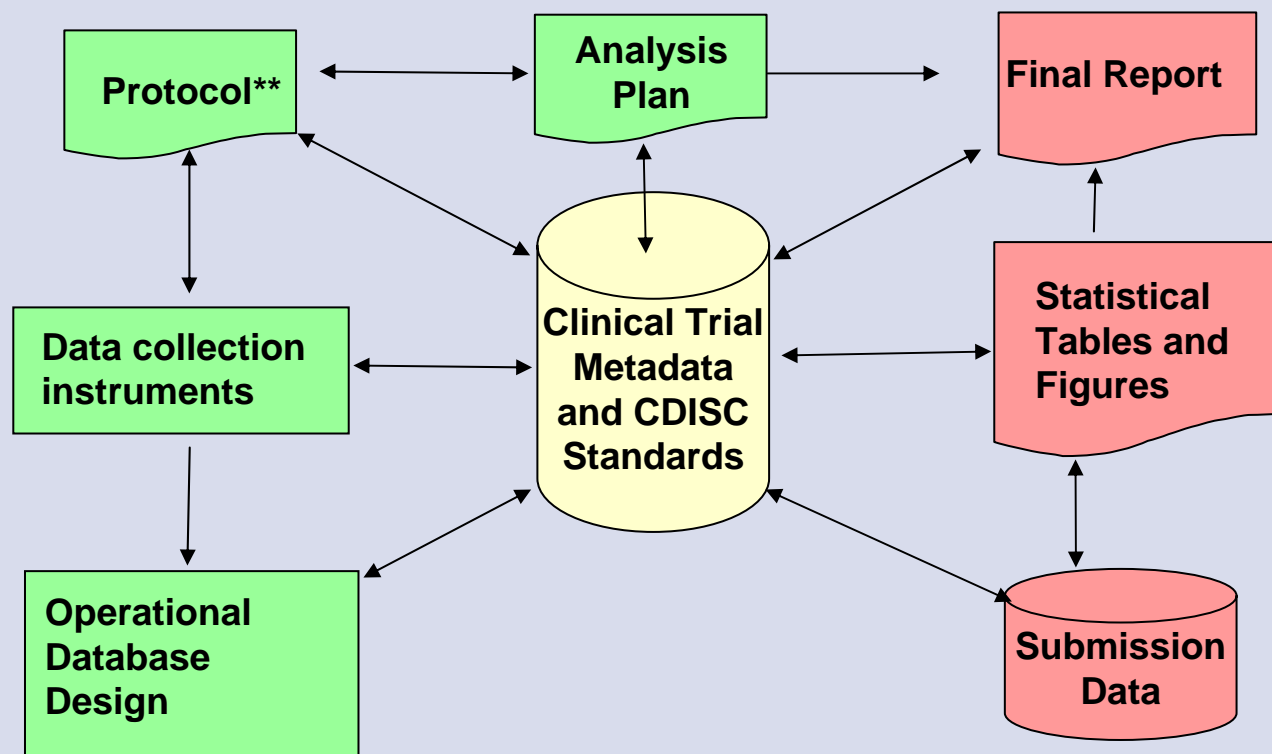 Protocol**
Analysis
Plan
Final Report
Data collection
instruments
Clinical Trial
Metadata
and CDISC
Standards
Statistical
Tables and
Figures
Operational
Database
Design
Submission
Data